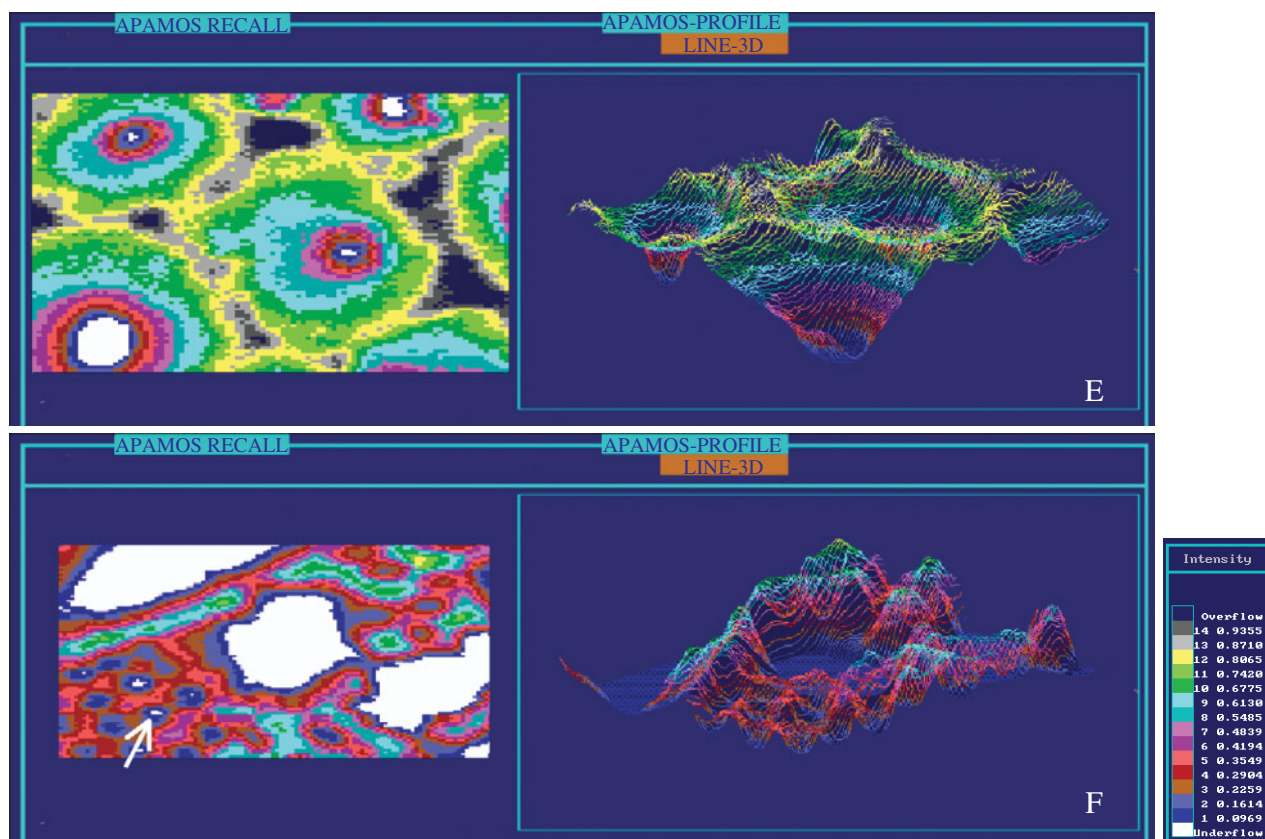 APAMOS RECALL
APAMOS-PROFILE
LINE-3D
E
APAMOS RECALL
APAMOS-PROFILE
LINE-3D
F
Intensity
Overflow
14 0.9355
13 0.8710
12 0.8065
11 0.7420
10 0.6775
9 0.6130
8 0.5485
7 0.4839
6 0.4194
5 0.3549
4 0.2904
3 0.2259
2 0.1614
1 0.0969
Underflow